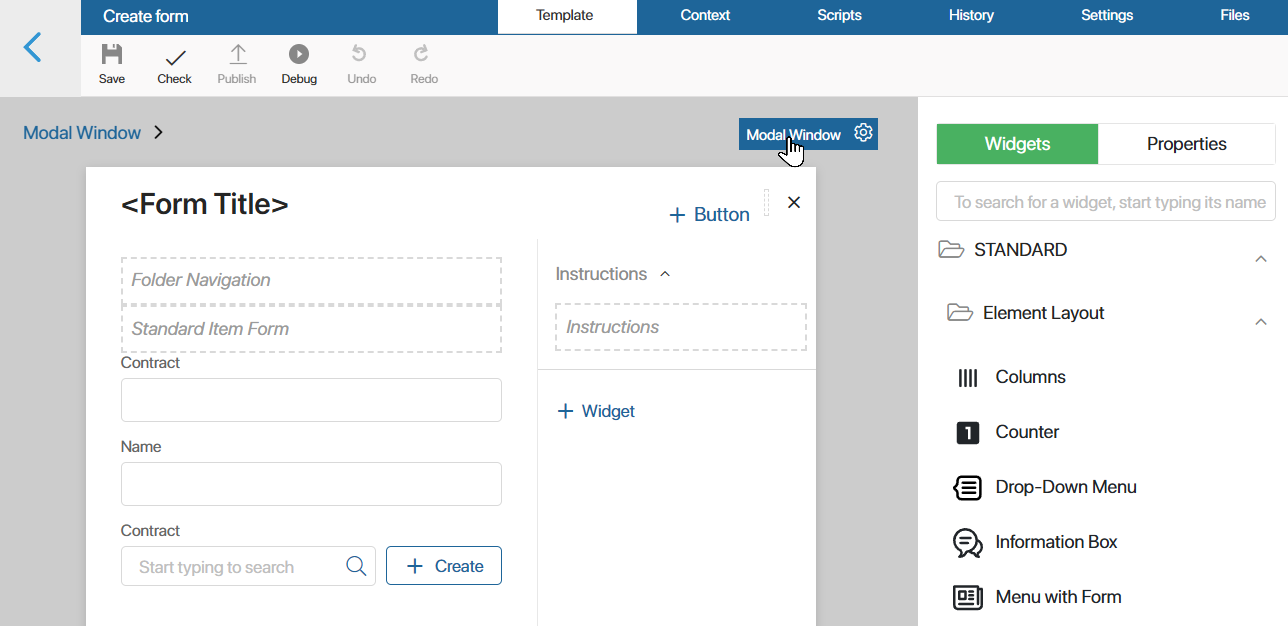 Create form
Template
Context
Scripts
History
Settings
Files
Save
Check
Publish
Debug
Undo
Redo
Modal Window
Modal Window
Widgets
Properties
To search for a widget, start typing its name
<Form Title>
+ Button
Folder Navigation
Standard Item Form
Contract
Name
Contract
Start typing to search
+ Create
Instructions
Instructions
+ Widget
STANDARD
Element Layout
Columns
1 Counter
Drop-Down Menu
Information Box
Menu with Form